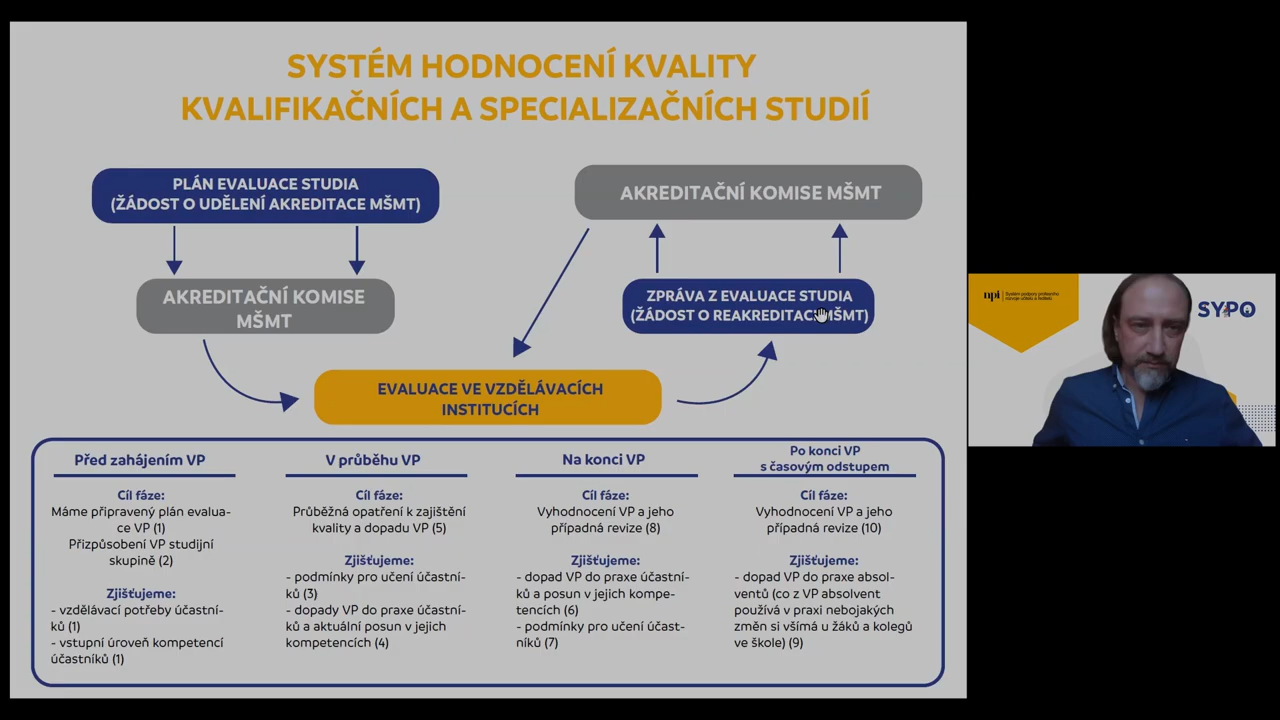 SYSTÉM HODNOCENÍ KVALITY
KVALIFIKAČNÍCH A SPECIALIZAČNÍCH STUDIÍ
PLÁN EVALUACE STUDIA
(ŽÁDOST O UDĚLENÍ AKREDITACE MŠMT)
AKREDITAČNÍ KOMISE MŠMT
AKREDITAČNÍ KOMISE
MŠMT
ZPRÁVA Z EVALUACE STUDIA
(ŽÁDOST O REAKREDITACI MŠMT)
EVALUACE VE VZDĚLÁVACÍCH
INSTITUCÍCH
Před zahájením VP
Cíl fáze:
Máme připravený plán evalua-
ce VP (1)
Přizpůsobení VP studijní
skupině (2)
Zjišťujeme:
- vzdělávací potřeby účastní-
ků (1)
- vstupní úroveň kompetencí
účastníků (1)
V průběhu VP
Cíl fáze:
Průběžná opatření k zajištění
kvality a dopadu VP (5)
Zjišťujeme:
- podmínky pro učení účastní-
ků (3)
- dopady VP do praxe účastní-
ků a aktuální posun v jejich
kompetencích (4)
Na konci VP
Cíl fáze:
Vyhodnocení VP a jeho
případná revize (8)
Zjišťujeme:
- dopad VP do praxe účastní-
ků a posun v jejich kompe-
tencích (6)
- podmínky pro učení účast-
níků (7)
Po konci VP
s časovým odstupem
Cíl fáze:
Vyhodnocení VP a jeho
případná revize (10)
Zjišťujeme:
- dopad VP do praxe absol-
ventů (co z VP absolvent
používá v praxi nebojakých
změn si všímá u žáků a kolegů
ve škole) (9)
npi
Systém podpory profesního
rozvoje učitelů a ředitelů
SYPO